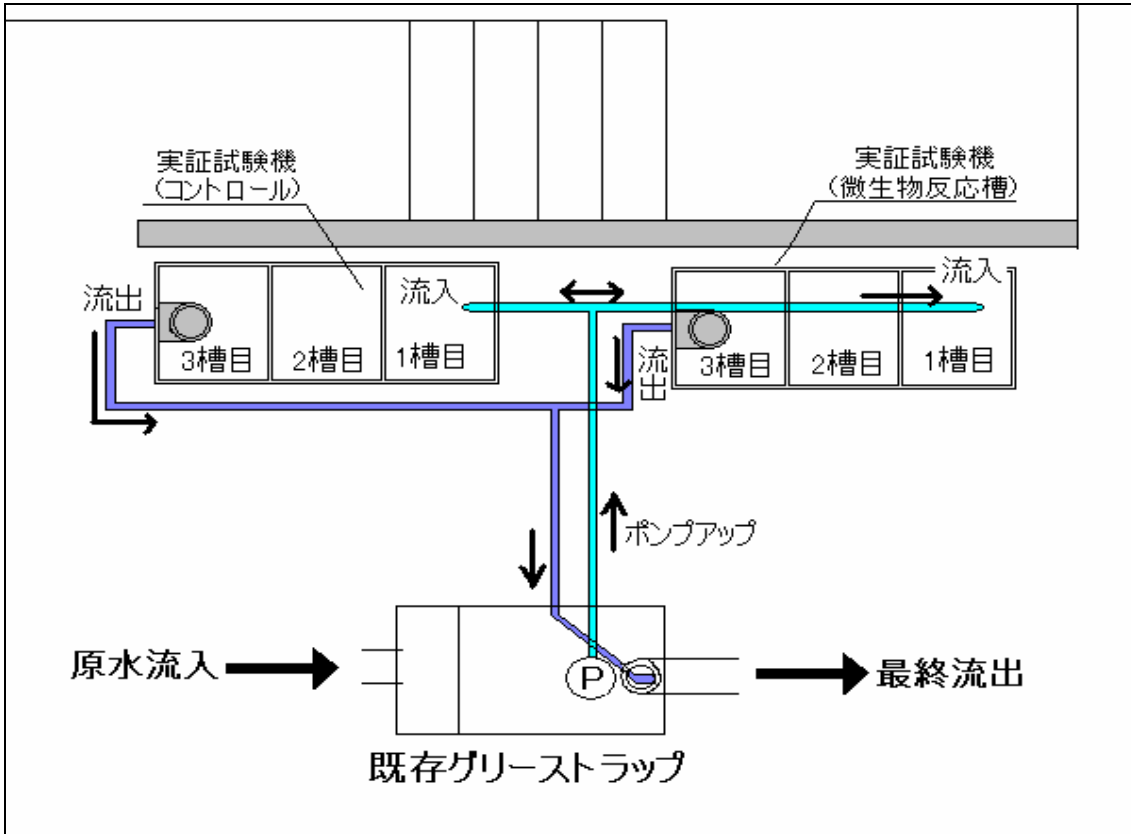 実証試験機
(コントロール)
実証試験機
(微生物反応槽)
流出
流入
流入
3槽目
2槽目
1槽目
流出
3槽目
2槽目
1槽目
ポンプアップ
原水流入
P
最終流出
既存グリーストラップ